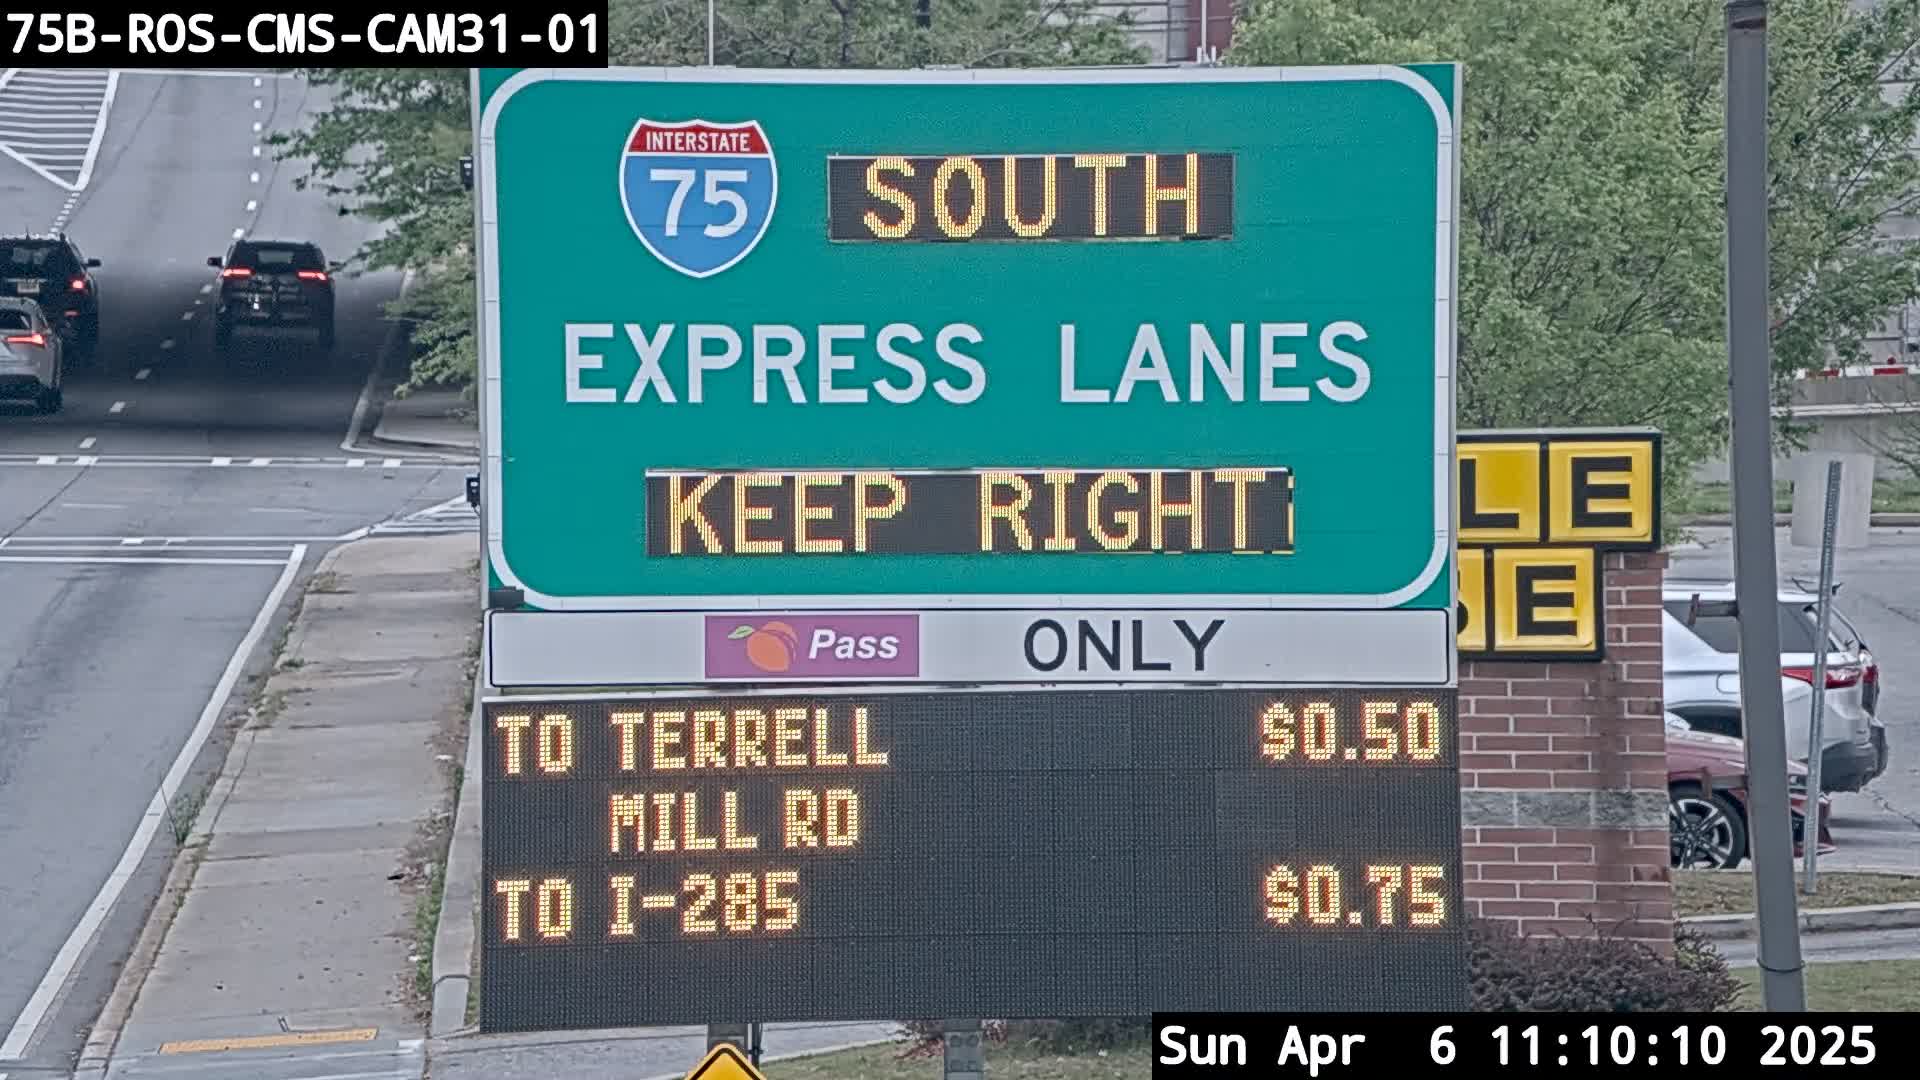 75B-ROS-CMS-CAM31-01
INTERSTATE
75
SOUTH
EXPRESS LANES
KEEP RIGHT
Pass ONLY
LE
E
TO TERRELL $0.50
MILL RD
TO I-285 $0.75
Sun Apr 6 11:10:10 2025